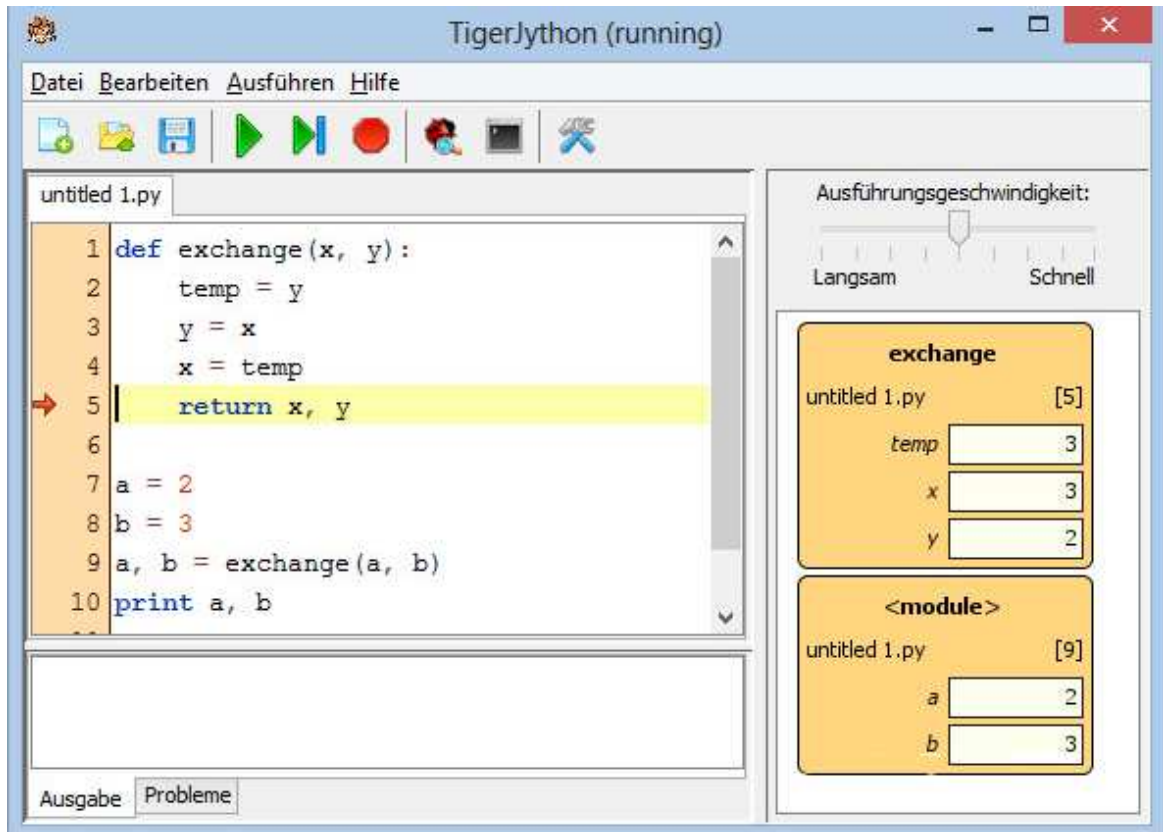 TigerJython (running)
Datei Bearbeiten Ausführen Hilfe
untitled 1.py
1 def exchange(x, y):
2     temp = y
3     y = x
4     x = temp
5     return x, y
6
7 a = 2
8 b = 3
9 a, b = exchange(a, b)
10 print a, b
Ausgabe Probleme
Ausführungsgeschwindigkeit:
Langsam Schnell
exchange
untitled 1.py [5]
temp 3
x 3
y 2
<module>
untitled 1.py [9]
a 2
b 3